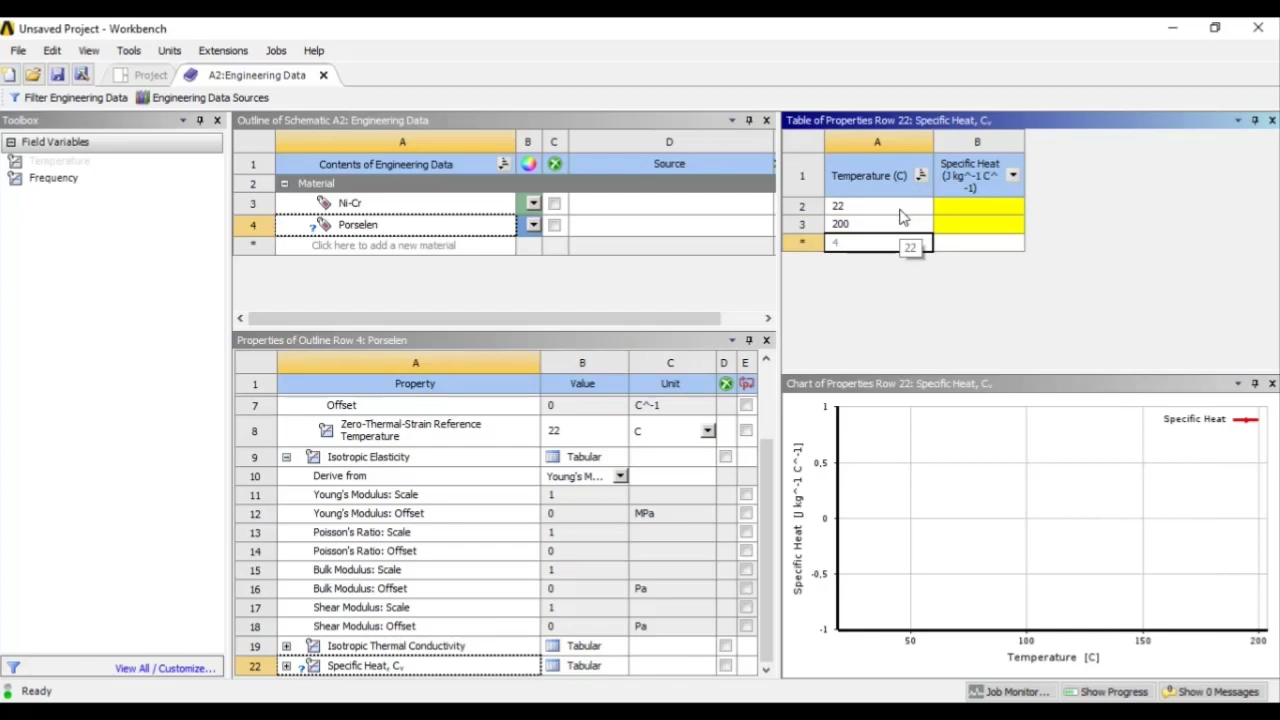 Unsaved Project - Workbench
File Edit View Tools Units Extensions Jobs Help
Project A2:Engineering Data
Filter Engineering Data Engineering Data Sources
Toolbox
Field Variables
Temperature
Frequency
View All / Customize...
Outline of Schematic A2: Engineering Data
A B C D
1 Contents of Engineering Data Source
2 Material
3 Ni-Cr
4 Porselen
* Click here to add a new material
Properties of Outline Row 4: Porselen
A B C D E
1 Property Value Unit
7 Offset 0 C^-1
8 Zero-Thermal-Strain Reference
Temperature 22 C
9 Isotropic Elasticity Tabular
10 Derive from Young's M...
11 Young's Modulus: Scale 1
12 Young's Modulus: Offset 0 MPa
13 Poisson's Ratio: Scale 1
14 Poisson's Ratio: Offset 0
15 Bulk Modulus: Scale 1
16 Bulk Modulus: Offset 0 Pa
17 Shear Modulus: Scale 1
18 Shear Modulus: Offset 0 Pa
19 Isotropic Thermal Conductivity Tabular
22 Specific Heat, Cᵥ Tabular
Table of Properties Row 22: Specific Heat, Cᵥ
A B
1 Temperature (C) Specific Heat
(J kg^-1 C^
-1)
2 22
3 200
* 4
22
Chart of Properties Row 22: Specific Heat, Cᵥ
Specific Heat
1
0,5
0
-0,5
-1
Specific Heat [J kg^-1 C^-1]
50 100 150 200
Temperature [C]
Ready
Job Monitor... Show Progress Show 0 Messages